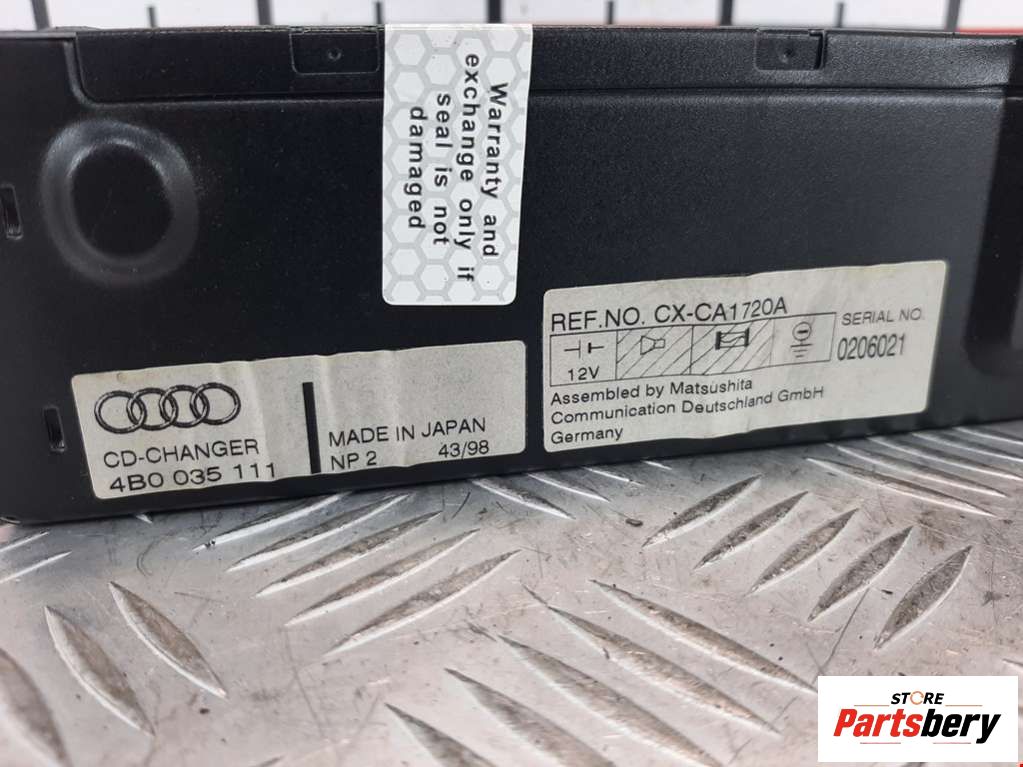 Warranty and
exchange only if
seal is not
damaged
REF.NO. CX-CA1720A
12V
SERIAL NO.
0206021
Assembled by Matsushita
Communication Deutschland GmbH
Germany
CD-CHANGER
4B0 035 111
MADE IN JAPAN
NP 2 43/98
STORE
Partsbery